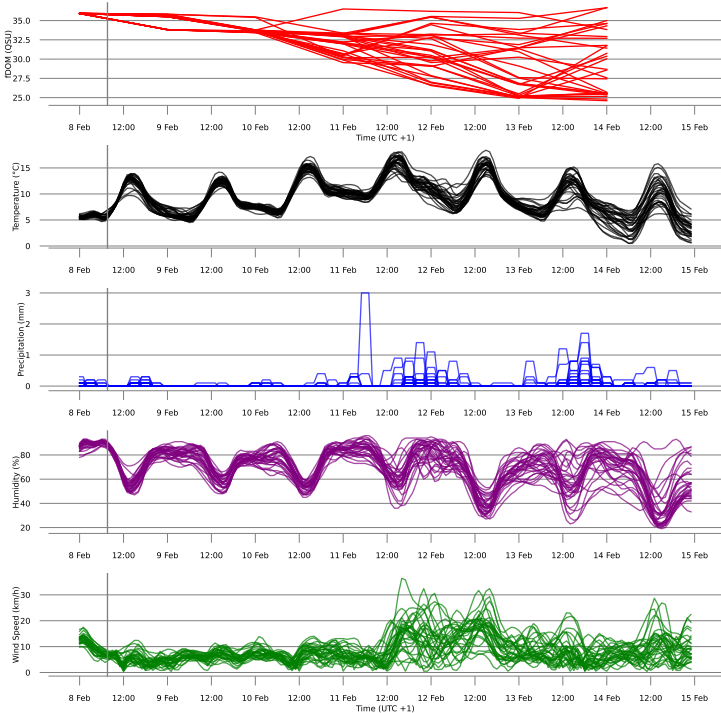 fDOM (QSU)
35.0
32.5
30.0
27.5
25.0
8 Feb 12:00 9 Feb 12:00 10 Feb 12:00 11 Feb 12:00 12 Feb 12:00 13 Feb 12:00 14 Feb 12:00 15 Feb
Time (UTC +1)
Temperature (°C)
15
10
5
0
8 Feb 12:00 9 Feb 12:00 10 Feb 12:00 11 Feb 12:00 12 Feb 12:00 13 Feb 12:00 14 Feb 12:00 15 Feb
Precipitation (mm)
3
2
1
0
8 Feb 12:00 9 Feb 12:00 10 Feb 12:00 11 Feb 12:00 12 Feb 12:00 13 Feb 12:00 14 Feb 12:00 15 Feb
Humidity (%)
80
60
40
20
8 Feb 12:00 9 Feb 12:00 10 Feb 12:00 11 Feb 12:00 12 Feb 12:00 13 Feb 12:00 14 Feb 12:00 15 Feb
Wind Speed (km/h)
30
20
10
0
8 Feb 12:00 9 Feb 12:00 10 Feb 12:00 11 Feb 12:00 12 Feb 12:00 13 Feb 12:00 14 Feb 12:00 15 Feb
Time (UTC +1)